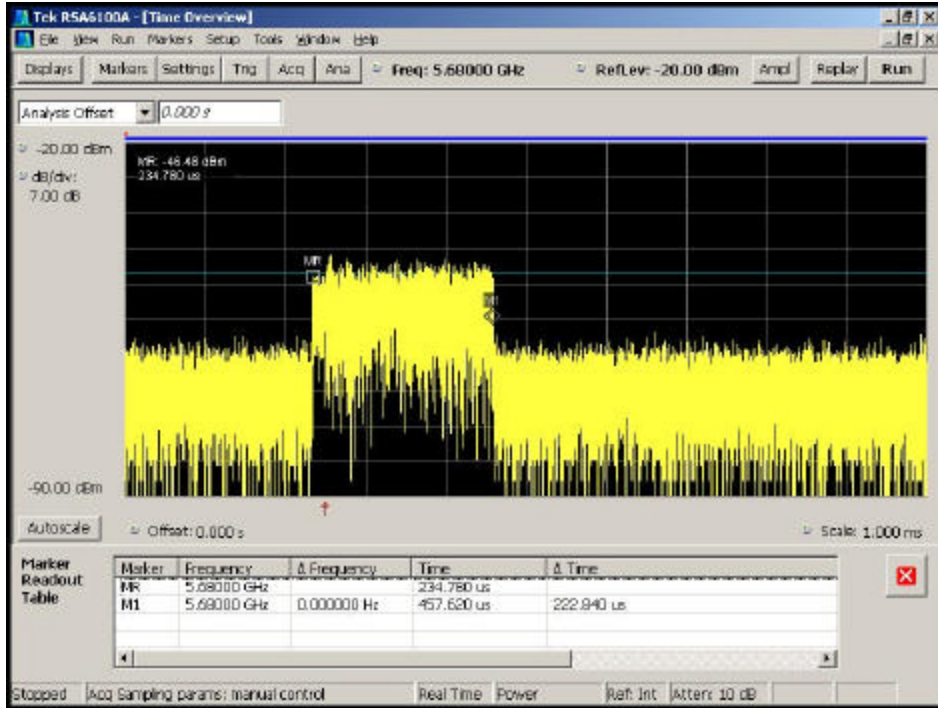 Tek RSA6100A - [Time Overview]
File View Run Markers Setup Tools Window Help
Displays Markers Settings Trig Acq Ana Freq: 5.68000 GHz RefLev: -20.00 dBm Ampl Replay Run
Analysis Offset 0.000 s
-20.00 dBm
dB/div:
7.00 dB
MR: -46.48 dBm
234.780 us
MR
M1
-90.00 dBm
Autoscale Offset: 0.000 s Scale: 1.000 ms
Marker Readout Table
Marker Frequency Δ Frequency Time Δ Time
MR 5.68000 GHz 234.780 us
M1 5.68000 GHz 0.000000 Hz 457.620 us 222.840 us
Stopped Acq Sampling params: manual control Real Time Power Ref: Int Atten: 10 dB